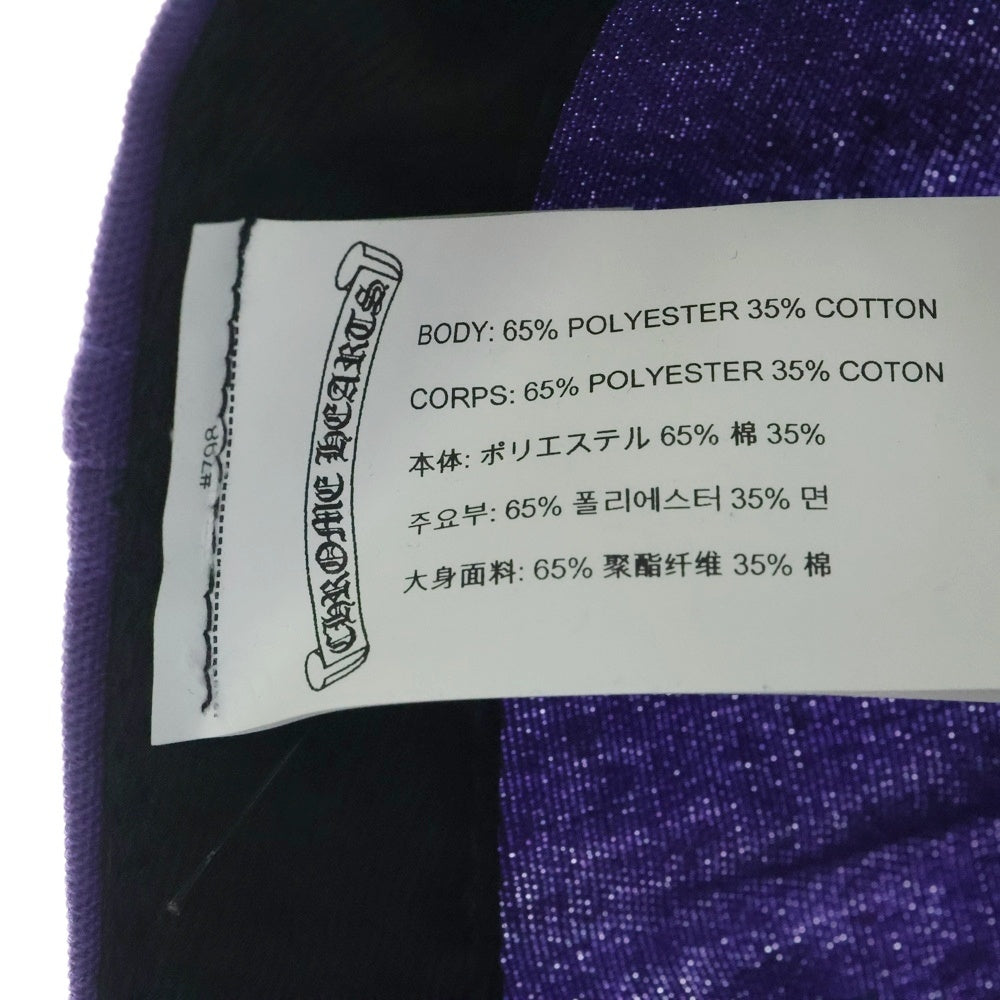 #798
CHROME HEARTS
BODY: 65% POLYESTER 35% COTTON
CORPS: 65% POLYESTER 35% COTON
本体: ポリエステル 65% 棉 35%
주요부: 65% 폴리에스터 35% 면
大身面料: 65% 聚酯纤维 35% 棉